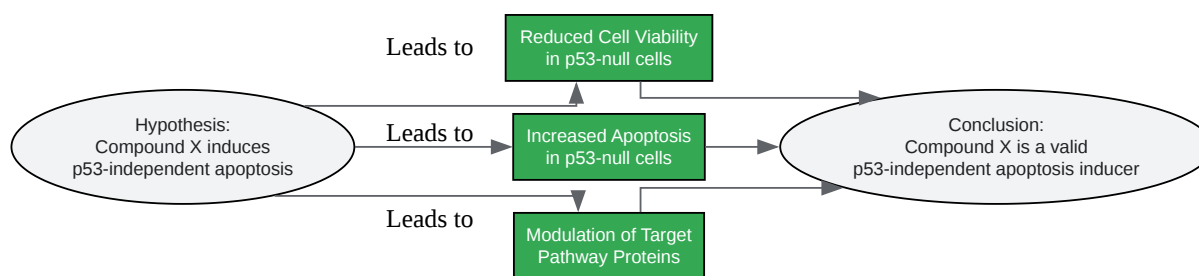 Leads to
Reduced Cell Viability
in p53-null cells
Hypothesis:
Compound X induces
p53-independent apoptosis
Leads to
Increased Apoptosis
in p53-null cells
Conclusion:
Compound X is a valid
p53-independent apoptosis inducer
Leads to
Modulation of Target
Pathway Proteins